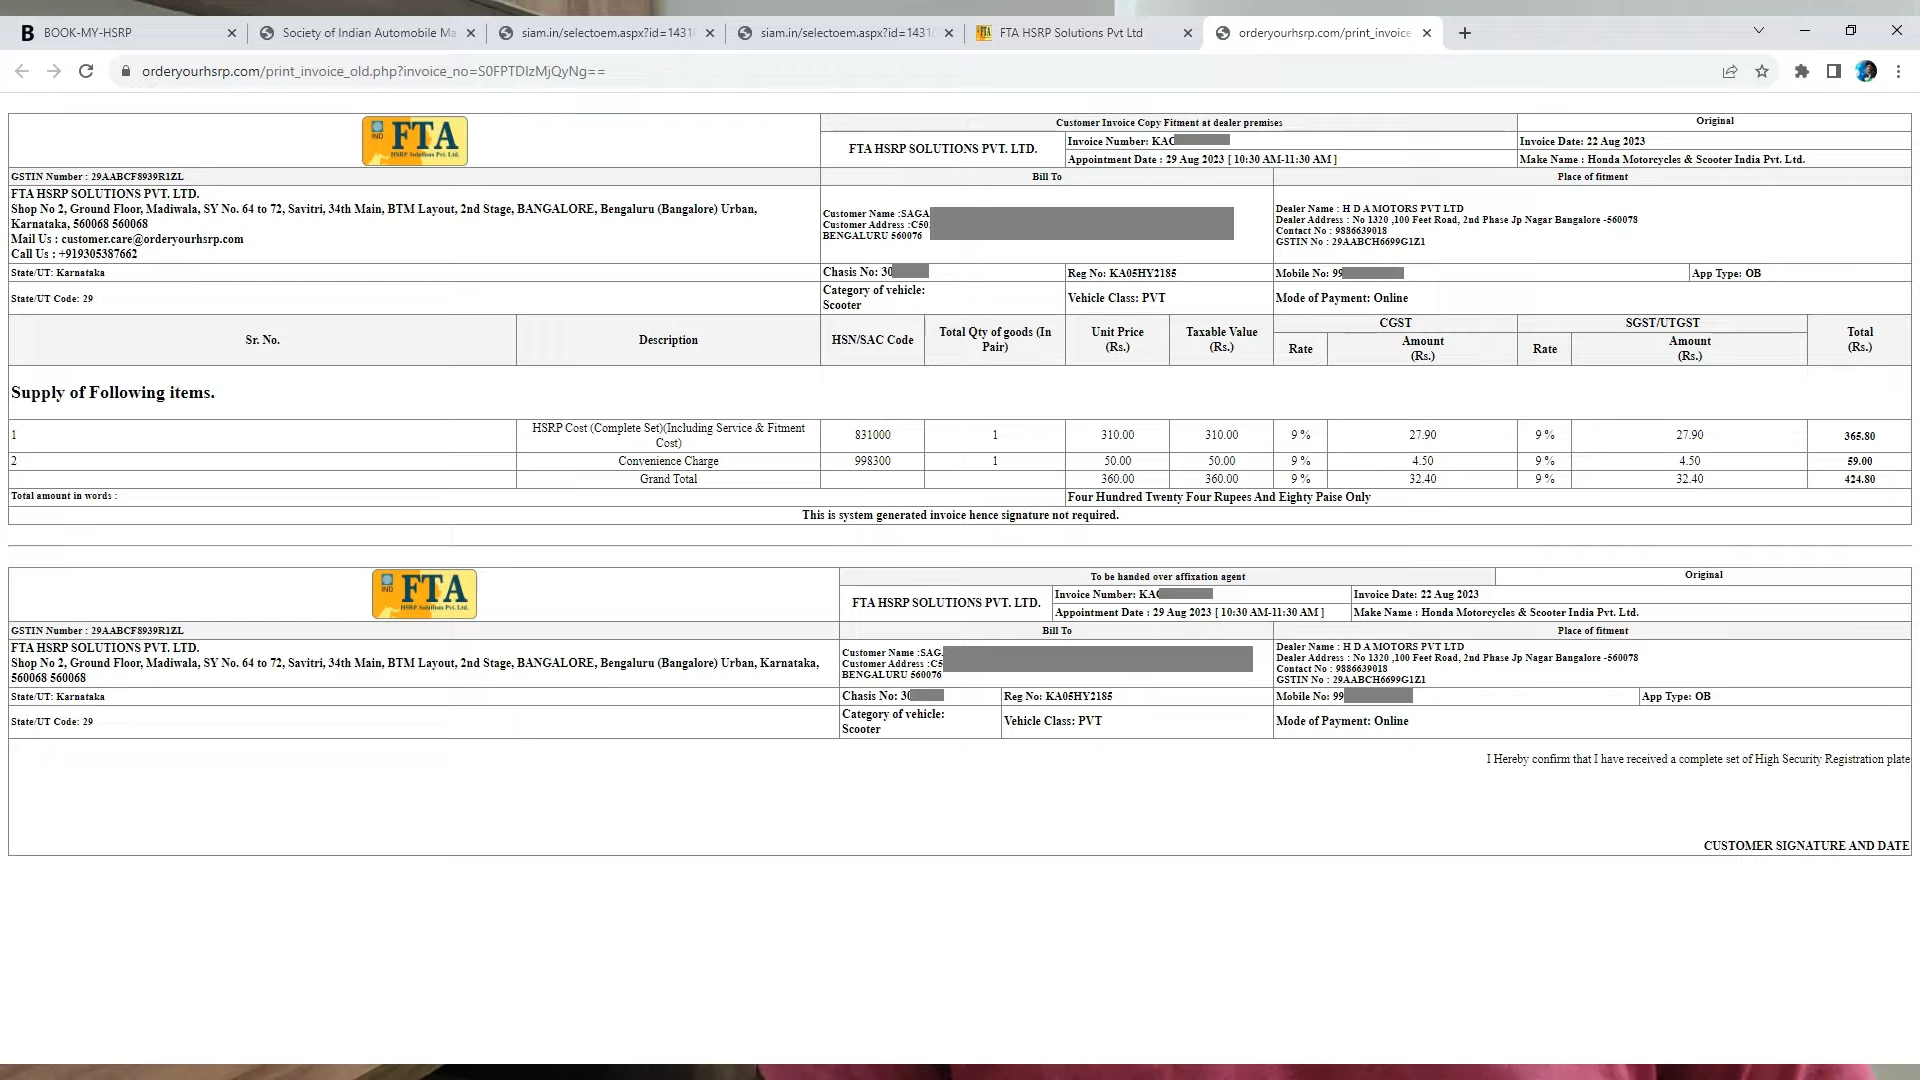 BOOK-MY-HSRP
Society of Indian Automobile Ma
siam.in/selectoem.aspx?id=1431
siam.in/selectoem.aspx?id=1431
FTA HSRP Solutions Pvt Ltd
orderyourhsrp.com/print_invoice
orderyourhsrp.com/print_invoice_old.php?invoice_no=S0FPTDIzMjQyNg==
IND FTA
HSRP Solutions Pvt. Ltd.
Customer Invoice Copy Fitment at dealer premises
Original
FTA HSRP SOLUTIONS PVT. LTD.
Invoice Number: KAO
Invoice Date: 22 Aug 2023
Appointment Date : 29 Aug 2023 [ 10:30 AM-11:30 AM ]
Make Name : Honda Motorcycles & Scooter India Pvt. Ltd.
GSTIN Number : 29AABCF8939R1ZL
Bill To
Place of fitment
FTA HSRP SOLUTIONS PVT. LTD.
Shop No 2, Ground Floor, Madiwala, SY No. 64 to 72, Savitri, 34th Main, BTM Layout, 2nd Stage, BANGALORE, Bengaluru (Bangalore) Urban,
Karnataka, 560068 560068
Mail Us : customer.care@orderyourhsrp.com
Call Us : +919305387662
Customer Name :SAGA
Customer Address :C50
BENGALURU 560076
Dealer Name : H D A MOTORS PVT LTD
Dealer Address : No 1320 ,100 Feet Road, 2nd Phase Jp Nagar Bangalore -560078
Contact No : 9886639018
GSTIN No : 29AABCH6699G1Z1
State/UT: Karnataka
Chasis No: 30
Reg No: KA05HY2185
Mobile No: 99
App Type: OB
State/UT Code: 29
Category of vehicle:
Scooter
Vehicle Class: PVT
Mode of Payment: Online
Sr. No.
Description
HSN/SAC Code
Total Qty of goods (In
Pair)
Unit Price
(Rs.)
Taxable Value
(Rs.)
CGST
SGST/UTGST
Total
(Rs.)
Rate
Amount
(Rs.)
Rate
Amount
(Rs.)
Supply of Following items.
1 HSRP Cost (Complete Set)(Including Service & Fitment
Cost) 831000 1 310.00 310.00 9 % 27.90 9 % 27.90 365.80
2 Convenience Charge 998300 1 50.00 50.00 9 % 4.50 9 % 4.50 59.00
Grand Total 360.00 360.00 9 % 32.40 9 % 32.40 424.80
Total amount in words : Four Hundred Twenty Four Rupees And Eighty Paise Only
This is system generated invoice hence signature not required.
IND FTA
HSRP Solutions Pvt. Ltd.
To be handed over affixation agent
Original
FTA HSRP SOLUTIONS PVT. LTD.
Invoice Number: KAO
Invoice Date: 22 Aug 2023
Appointment Date : 29 Aug 2023 [ 10:30 AM-11:30 AM ]
Make Name : Honda Motorcycles & Scooter India Pvt. Ltd.
GSTIN Number : 29AABCF8939R1ZL
Bill To
Place of fitment
FTA HSRP SOLUTIONS PVT. LTD.
Shop No 2, Ground Floor, Madiwala, SY No. 64 to 72, Savitri, 34th Main, BTM Layout, 2nd Stage, BANGALORE, Bengaluru (Bangalore) Urban, Karnataka,
560068 560068
Customer Name :SAG
Customer Address :C5
BENGALURU 560076
Dealer Name : H D A MOTORS PVT LTD
Dealer Address : No 1320 ,100 Feet Road, 2nd Phase Jp Nagar Bangalore -560078
Contact No : 9886639018
GSTIN No : 29AABCH6699G1Z1
State/UT: Karnataka
Chasis No: 30
Reg No: KA05HY2185
Mobile No: 99
App Type: OB
State/UT Code: 29
Category of vehicle:
Scooter
Vehicle Class: PVT
Mode of Payment: Online
I Hereby confirm that I have received a complete set of High Security Registration plate
CUSTOMER SIGNATURE AND DATE